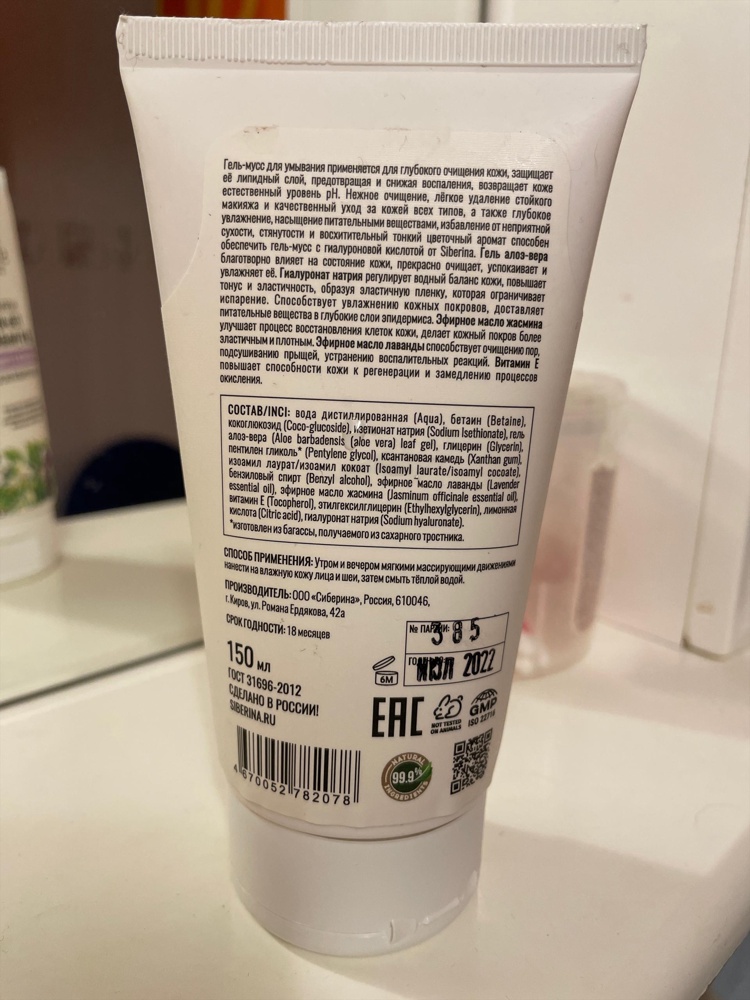 Гель-мусс для умывания применяется для глубокого очищения кожи, защищает
её липидный слой, предотвращая и снижая воспаления, возвращает коже
естественный уровень pH. Нежное очищение, лёгкое удаление стойкого
макияжа и качественный уход за кожей всех типов, а также глубокое
увлажнение, насыщение питательными веществами, избавление от неприятной
сухости, стянутости и восхитительный тонкий цветочный аромат способен
обеспечить гель-мусс с гиалуроновой кислотой от Siberina. Гель алоэ-вера
благотворно влияет на состояние кожи, прекрасно очищает, успокаивает и
увлажняет её. Гиалуронат натрия регулирует водный баланс кожи, повышает
тонус и эластичность, образуя эластичную пленку, которая ограничивает
испарение. Способствует увлажнению кожных покровов, доставляет
питательные вещества в глубокие слои эпидермиса. Эфирное масло жасмина
улучшает процесс восстановления клеток кожи, делает кожный покров более
эластичным и плотным. Эфирное масло лаванды способствует очищению пор,
подсушиванию прыщей, устранению воспалительных реакций. Витамин Е
повышает способности кожи к регенерации и замедлению процессов
окисления.
СОСТАВ/INCI: вода дистиллированная (Aqua), бетаин (Betaine),
кокоглюкозид (Coco-glucoside), изетионат натрия (Sodium Isethionate), гель
алоэ-вера (Aloe barbadensis (aloe vera) leaf gel), глицерин (Glycerin),
пентилен гликоль* (Pentylene glycol), ксантановая камедь (Xanthan gum),
изоамил лаурат/изоамил кокоат (Isoamyl laurate/isoamyl cocoate),
бензиловый спирт (Benzyl alcohol), эфирное масло лаванды (Lavender
essential oil), эфирное масло жасмина (Jasminum officinale essential oil),
витамин Е (Tocopherol), этилгексилглицерин (Ethylhexylglycerin), лимонная
кислота (Citric acid), гиалуронат натрия (Sodium hyaluronate).
*изготовлен из багассы, получаемого из сахарного тростника.
СПОСОБ ПРИМЕНЕНИЯ: Утром и вечером мягкими массирующими движениями
нанести на влажную кожу лица и шеи, затем смыть тёплой водой.
ПРОИЗВОДИТЕЛЬ: ООО «Сиберина», Россия, 610046,
г. Киров, ул. Романа Ердякова, 42а
СРОК ГОДНОСТИ: 18 месяцев
№ ПАРТИИ: 385
ИЮЛ 2022
150 мл
ГОСТ 31696-2012
СДЕЛАНО В РОССИИ!
SIBERINA.RU
6М
ЕАС
NOT TESTED
ON ANIMALS
GMP
ISO 22716
4 670052 782078
NATURAL
99.9%
INGREDIENTS